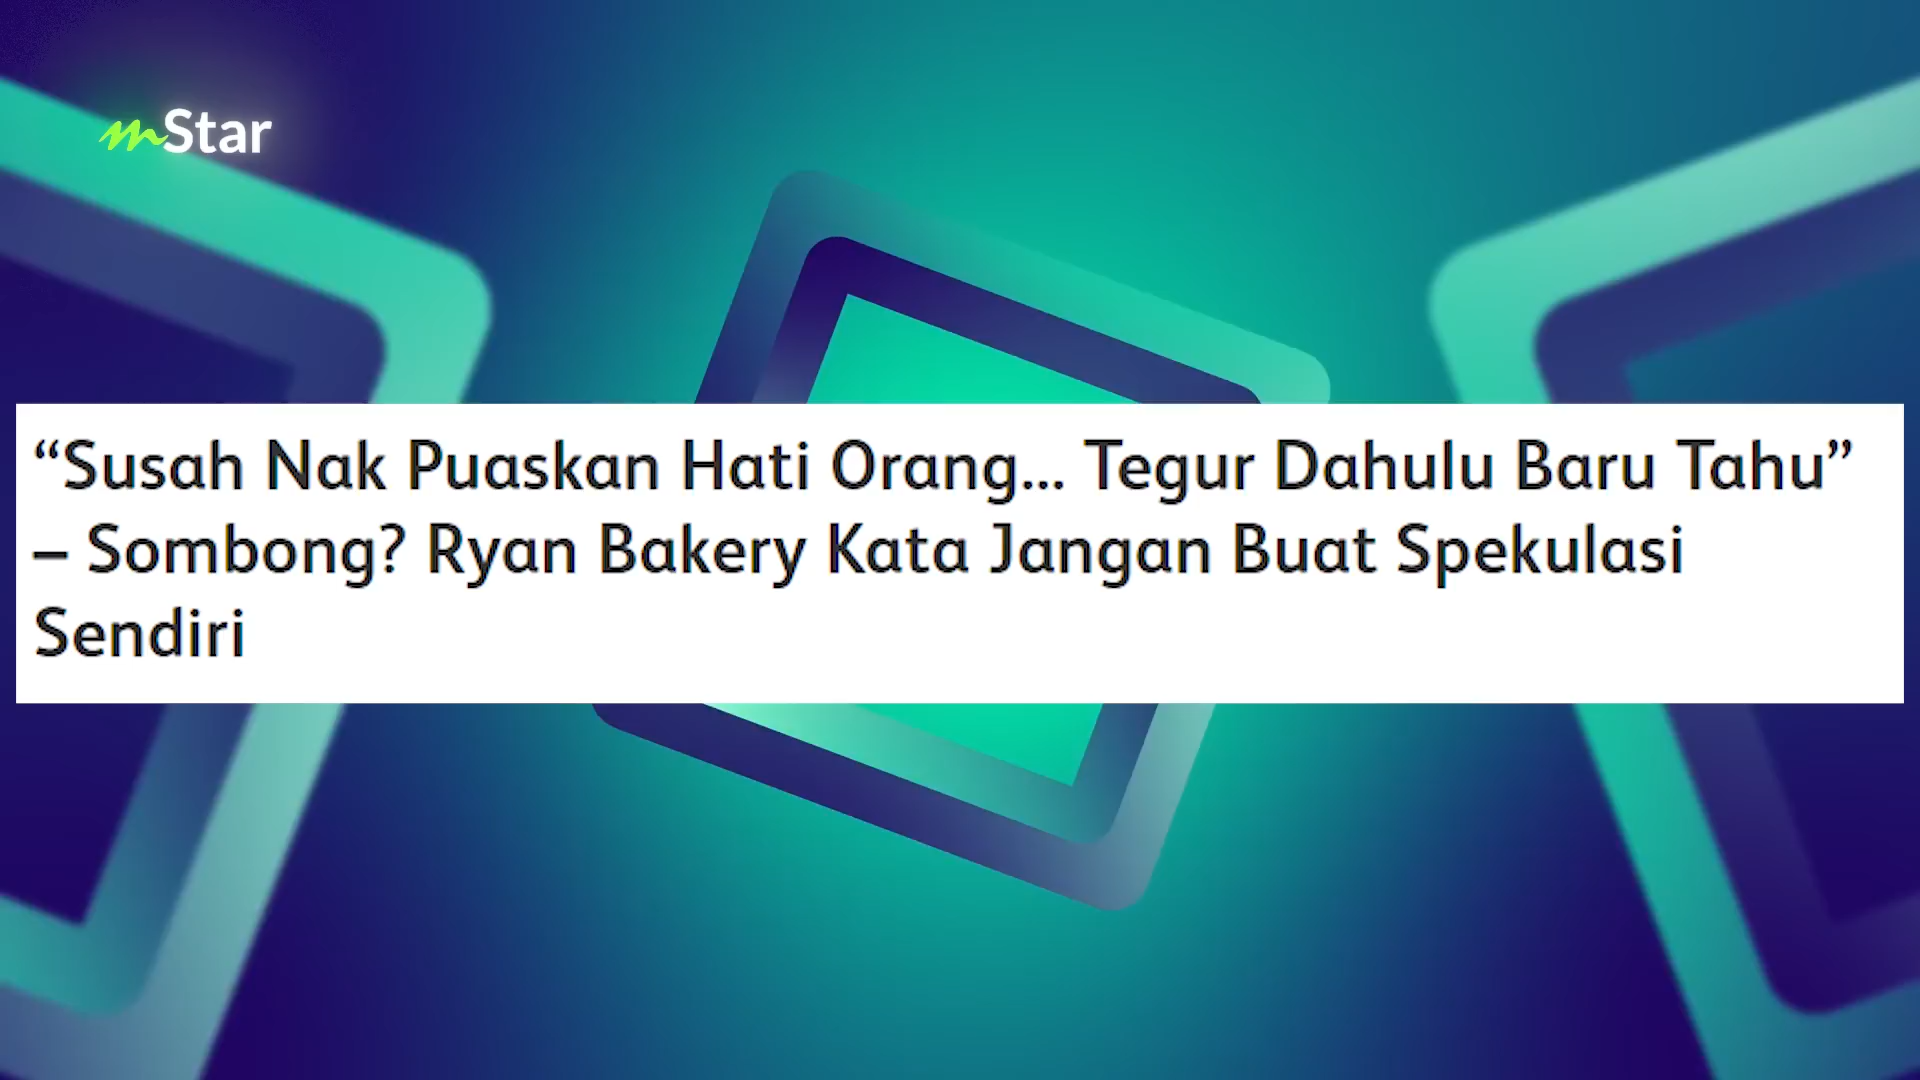 mStar
“Susah Nak Puaskan Hati Orang... Tegur Dahulu Baru Tahu”
– Sombong? Ryan Bakery Kata Jangan Buat Spekulasi
Sendiri